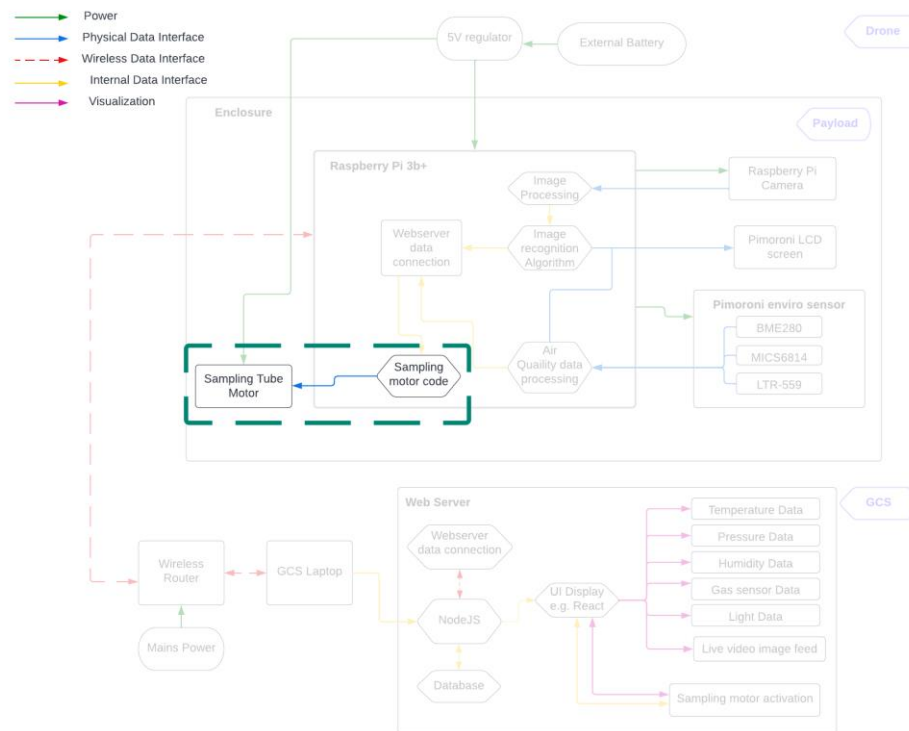 Power
Physical Data Interface
Wireless Data Interface
Internal Data Interface
Visualization
5V regulator
External Battery
Drone
Enclosure
Payload
Raspberry Pi 3b+
Image
Processing
Raspberry Pi
Camera
Webserver
data
connection
Image
recognition
Algorithm
Pimoroni LCD
screen
Pimoroni enviro sensor
BME280
MICS6814
LTR-559
Air
Quaility data
processing
Sampling
motor code
Sampling Tube
Motor
Web Server
GCS
Webserver
data connection
Temperature Data
Pressure Data
Humidity Data
Gas sensor Data
Light Data
Live video image feed
Wireless
Router
GCS Laptop
NodeJS
UI Display
e.g. React
Mains Power
Database
Sampling motor activation